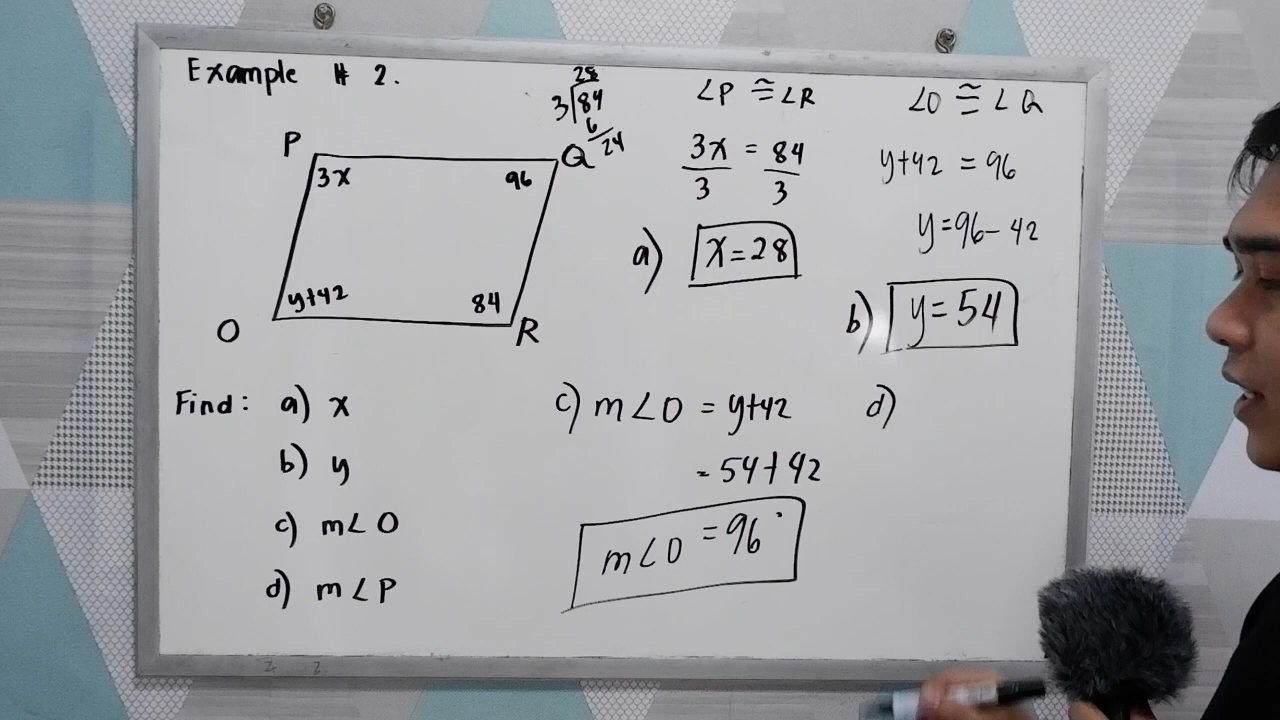 Example # 2.
28
3 84
6
24
P
Q
3x
96
y+42
84
O
R
∠P ≅ ∠R
3x = 84
3 3
a) x=28
∠O ≅ ∠Q
y+42 = 96
y=96-42
b) y=54
Find: a) x
b) y
c) m∠O
d) m∠P
c) m∠O = y+42
= 54+42
m∠O = 96°
d)